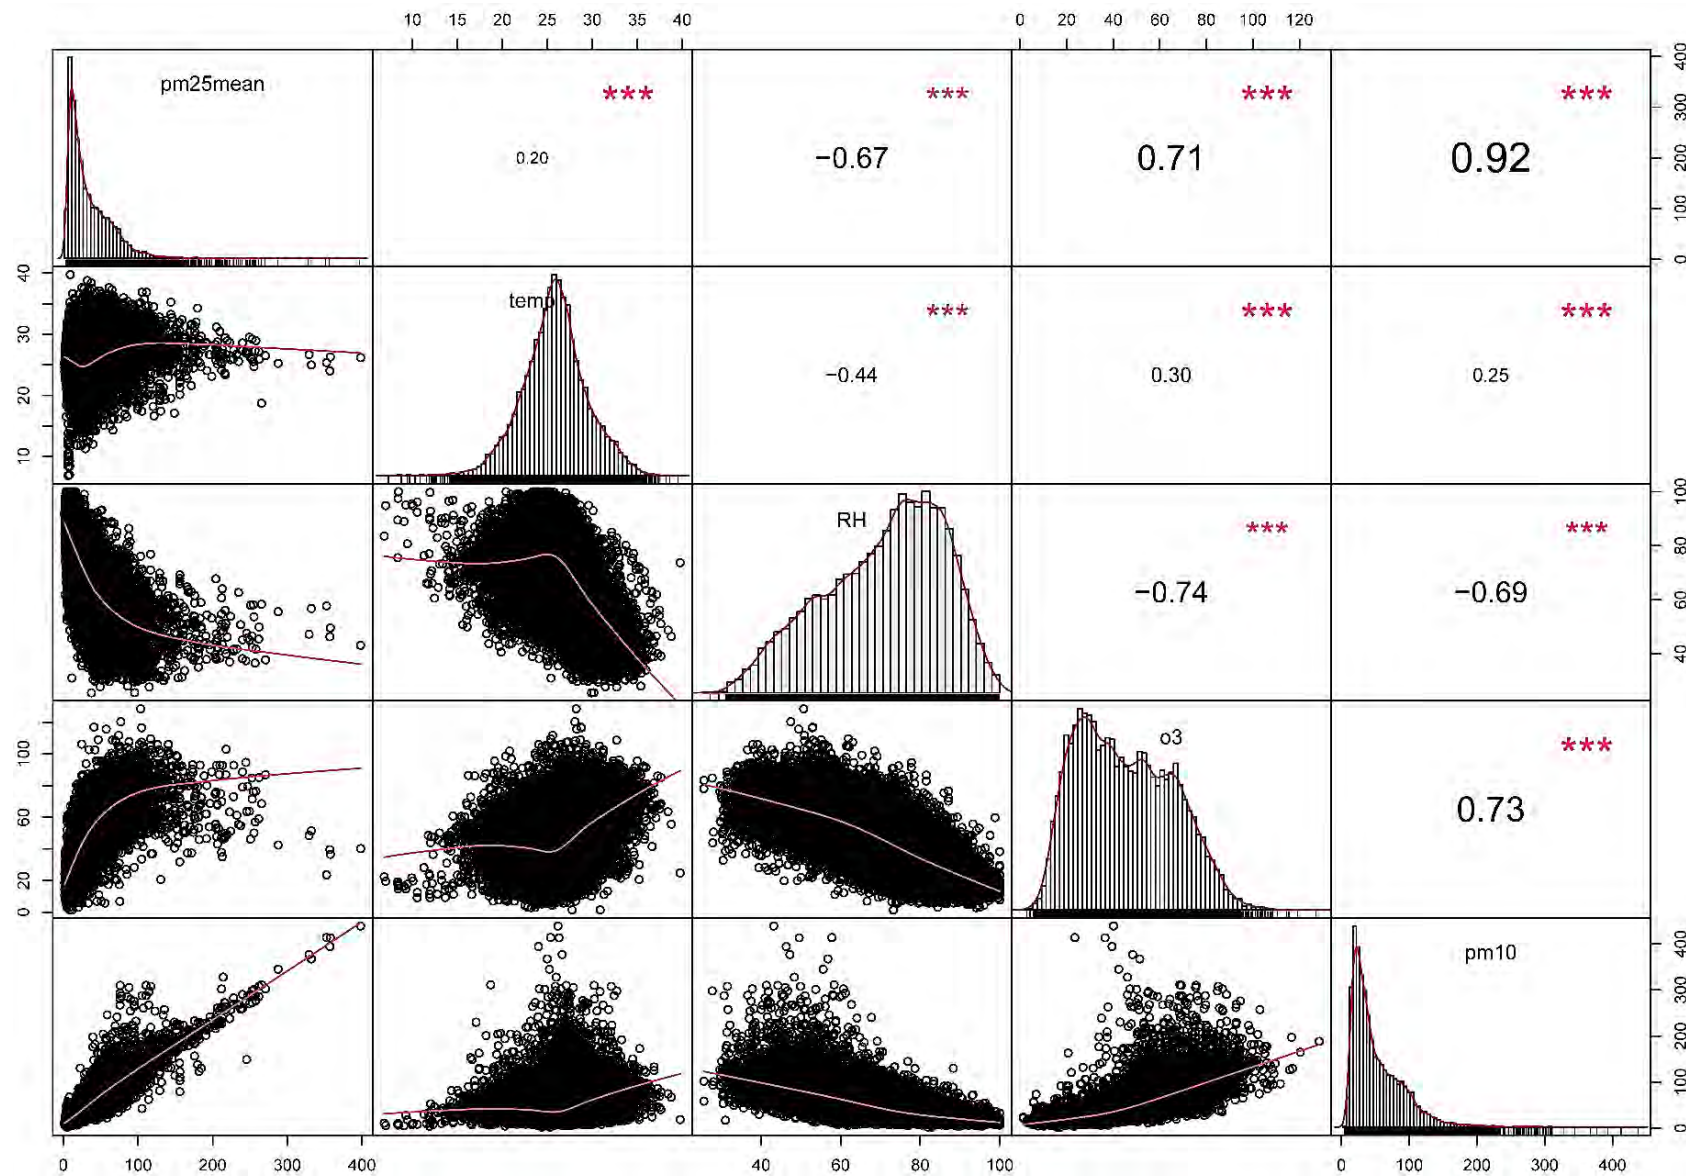 10 15 20 25 30 35 40 0 20 40 60 80 100 120
pm25mean *** *** *** ***
0.20 −0.67 0.71 0.92
0 100 200 300 400
temp *** *** ***
−0.44 0.30 0.25
10 20 30 40
RH *** ***
−0.74 −0.69
40 60 80 100
o3 ***
0.73
0 20 60 100
pm10
0 100 200 300 400
0 100 200 300 400 40 60 80 100 0 100 200 300 400